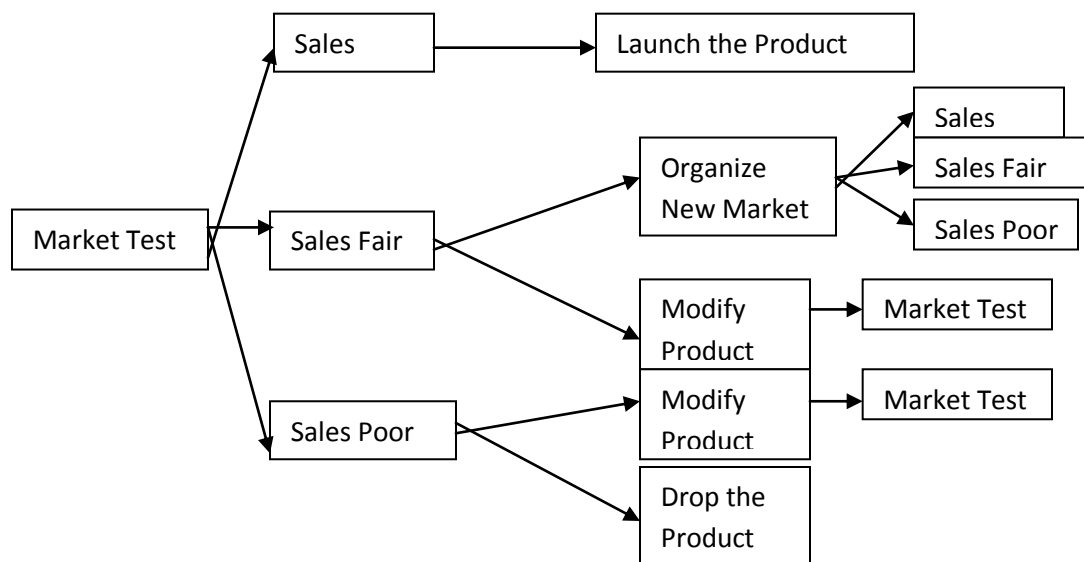 Sales
Launch the Product
Sales
Organize
New Market
Sales Fair
Market Test
Sales Fair
Sales Poor
Modify
Product
Market Test
Sales Poor
Modify
Product
Market Test
Drop the
Product